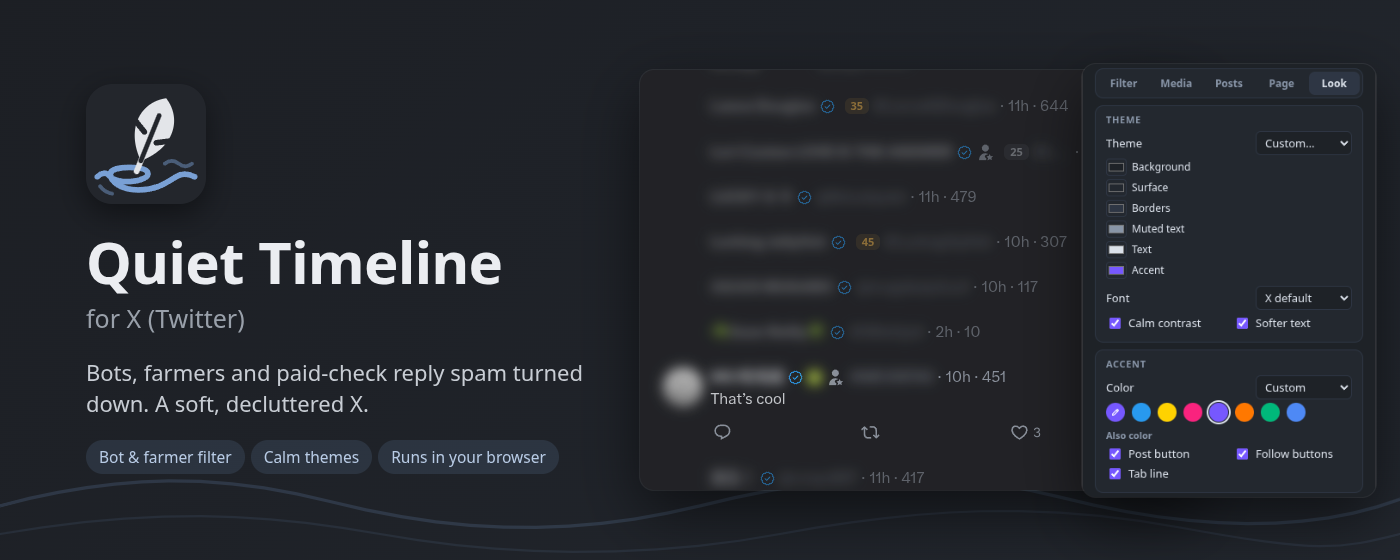 Quiet Timeline
for X (Twitter)
Bots, farmers and paid-check reply spam turned
down. A soft, decluttered X.
Bot & farmer filter
Calm themes
Runs in your browser
35 · 11h · 644
25 ·
· 11h · 479
45 · 10h · 307
· 10h · 117
· 2h · 10
· 10h · 451
That's cool
3
· 11h · 417
Filter Media Posts Page Look
THEME
Theme Custom...
Background
Surface
Borders
Muted text
Text
Accent
Font X default
Calm contrast Softer text
ACCENT
Color Custom
Also color
Post button Follow buttons
Tab line